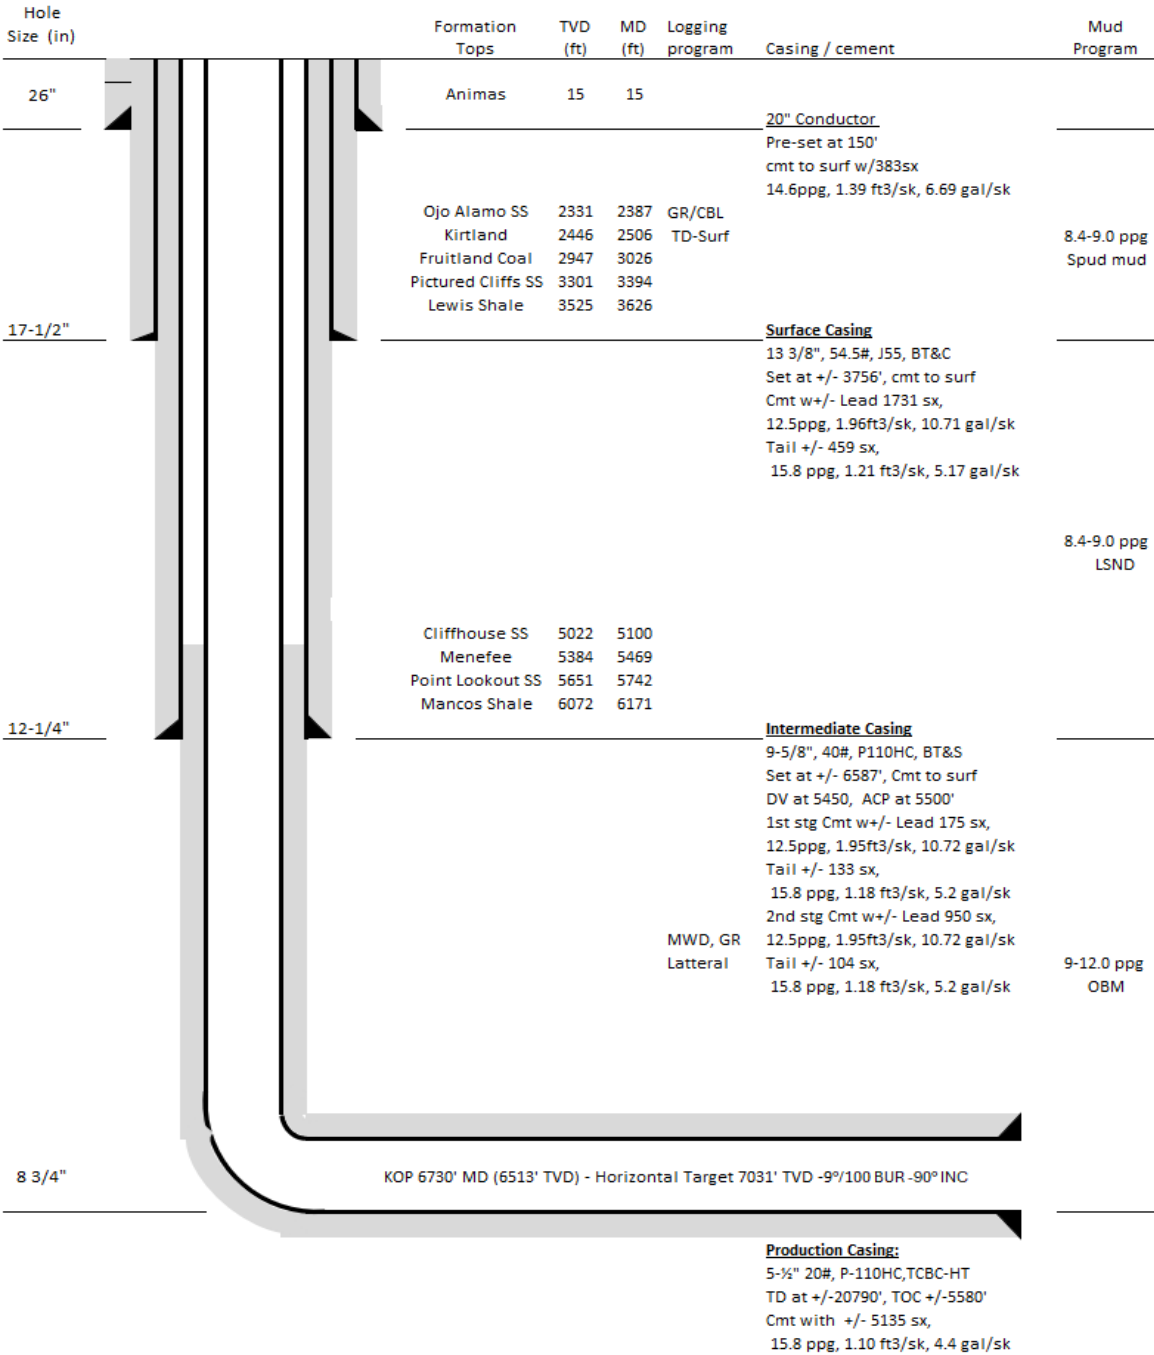 Hole
Size (in)
Formation Tops TVD (ft) MD (ft) Logging program Casing / cement Mud Program
26"
Animas 15 15
20" Conductor
Pre-set at 150'
cmt to surf w/383sx
14.6ppg, 1.39 ft3/sk, 6.69 gal/sk
Ojo Alamo SS 2331 2387 GR/CBL
Kirtland 2446 2506 TD-Surf
8.4-9.0 ppg
Fruitland Coal 2947 3026
Spud mud
Pictured Cliffs SS 3301 3394
Lewis Shale 3525 3626
17-1/2"
Surface Casing
13 3/8", 54.5#, J55, BT&C
Set at +/- 3756', cmt to surf
Cmt w+/- Lead 1731 sx,
12.5ppg, 1.96ft3/sk, 10.71 gal/sk
Tail +/- 459 sx,
15.8 ppg, 1.21 ft3/sk, 5.17 gal/sk
8.4-9.0 ppg
LSND
Cliffhouse SS 5022 5100
Menefee 5384 5469
Point Lookout SS 5651 5742
Mancos Shale 6072 6171
12-1/4"
Intermediate Casing
9-5/8", 40#, P110HC, BT&S
Set at +/- 6587', Cmt to surf
DV at 5450, ACP at 5500'
1st stg Cmt w+/- Lead 175 sx,
12.5ppg, 1.95ft3/sk, 10.72 gal/sk
Tail +/- 133 sx,
15.8 ppg, 1.18 ft3/sk, 5.2 gal/sk
2nd stg Cmt w+/- Lead 950 sx,
MWD, GR 12.5ppg, 1.95ft3/sk, 10.72 gal/sk
Latteral Tail +/- 104 sx, 9-12.0 ppg
15.8 ppg, 1.18 ft3/sk, 5.2 gal/sk OBM
8 3/4"
KOP 6730' MD (6513' TVD) - Horizontal Target 7031' TVD -9º/100 BUR -90º INC
Production Casing:
5-½" 20#, P-110HC,TCBC-HT
TD at +/-20790', TOC +/-5580'
Cmt with +/- 5135 sx,
15.8 ppg, 1.10 ft3/sk, 4.4 gal/sk